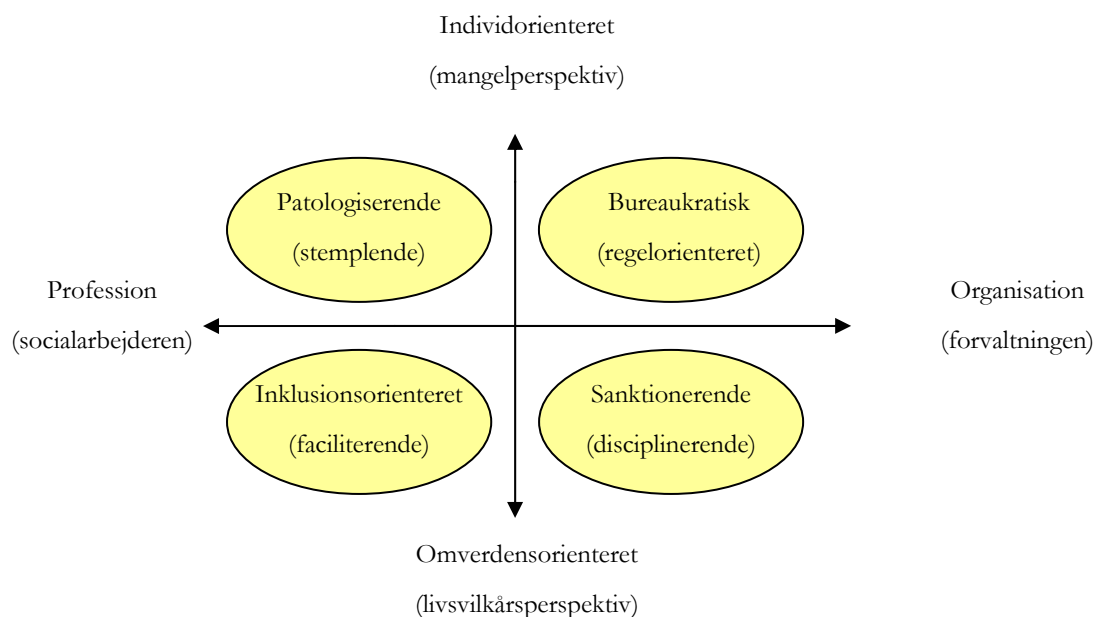 Individorienteret
(mangelperspektiv)
Patologiserende
(stemplende)
Bureaukratisk
(regelorienteret)
Profession
(socialarbejderen)
Organisation
(forvaltningen)
Inklusionsorienteret
(faciliterende)
Sanktionerende
(disciplinerende)
Omverdensorienteret
(livsvilkårsperspektiv)